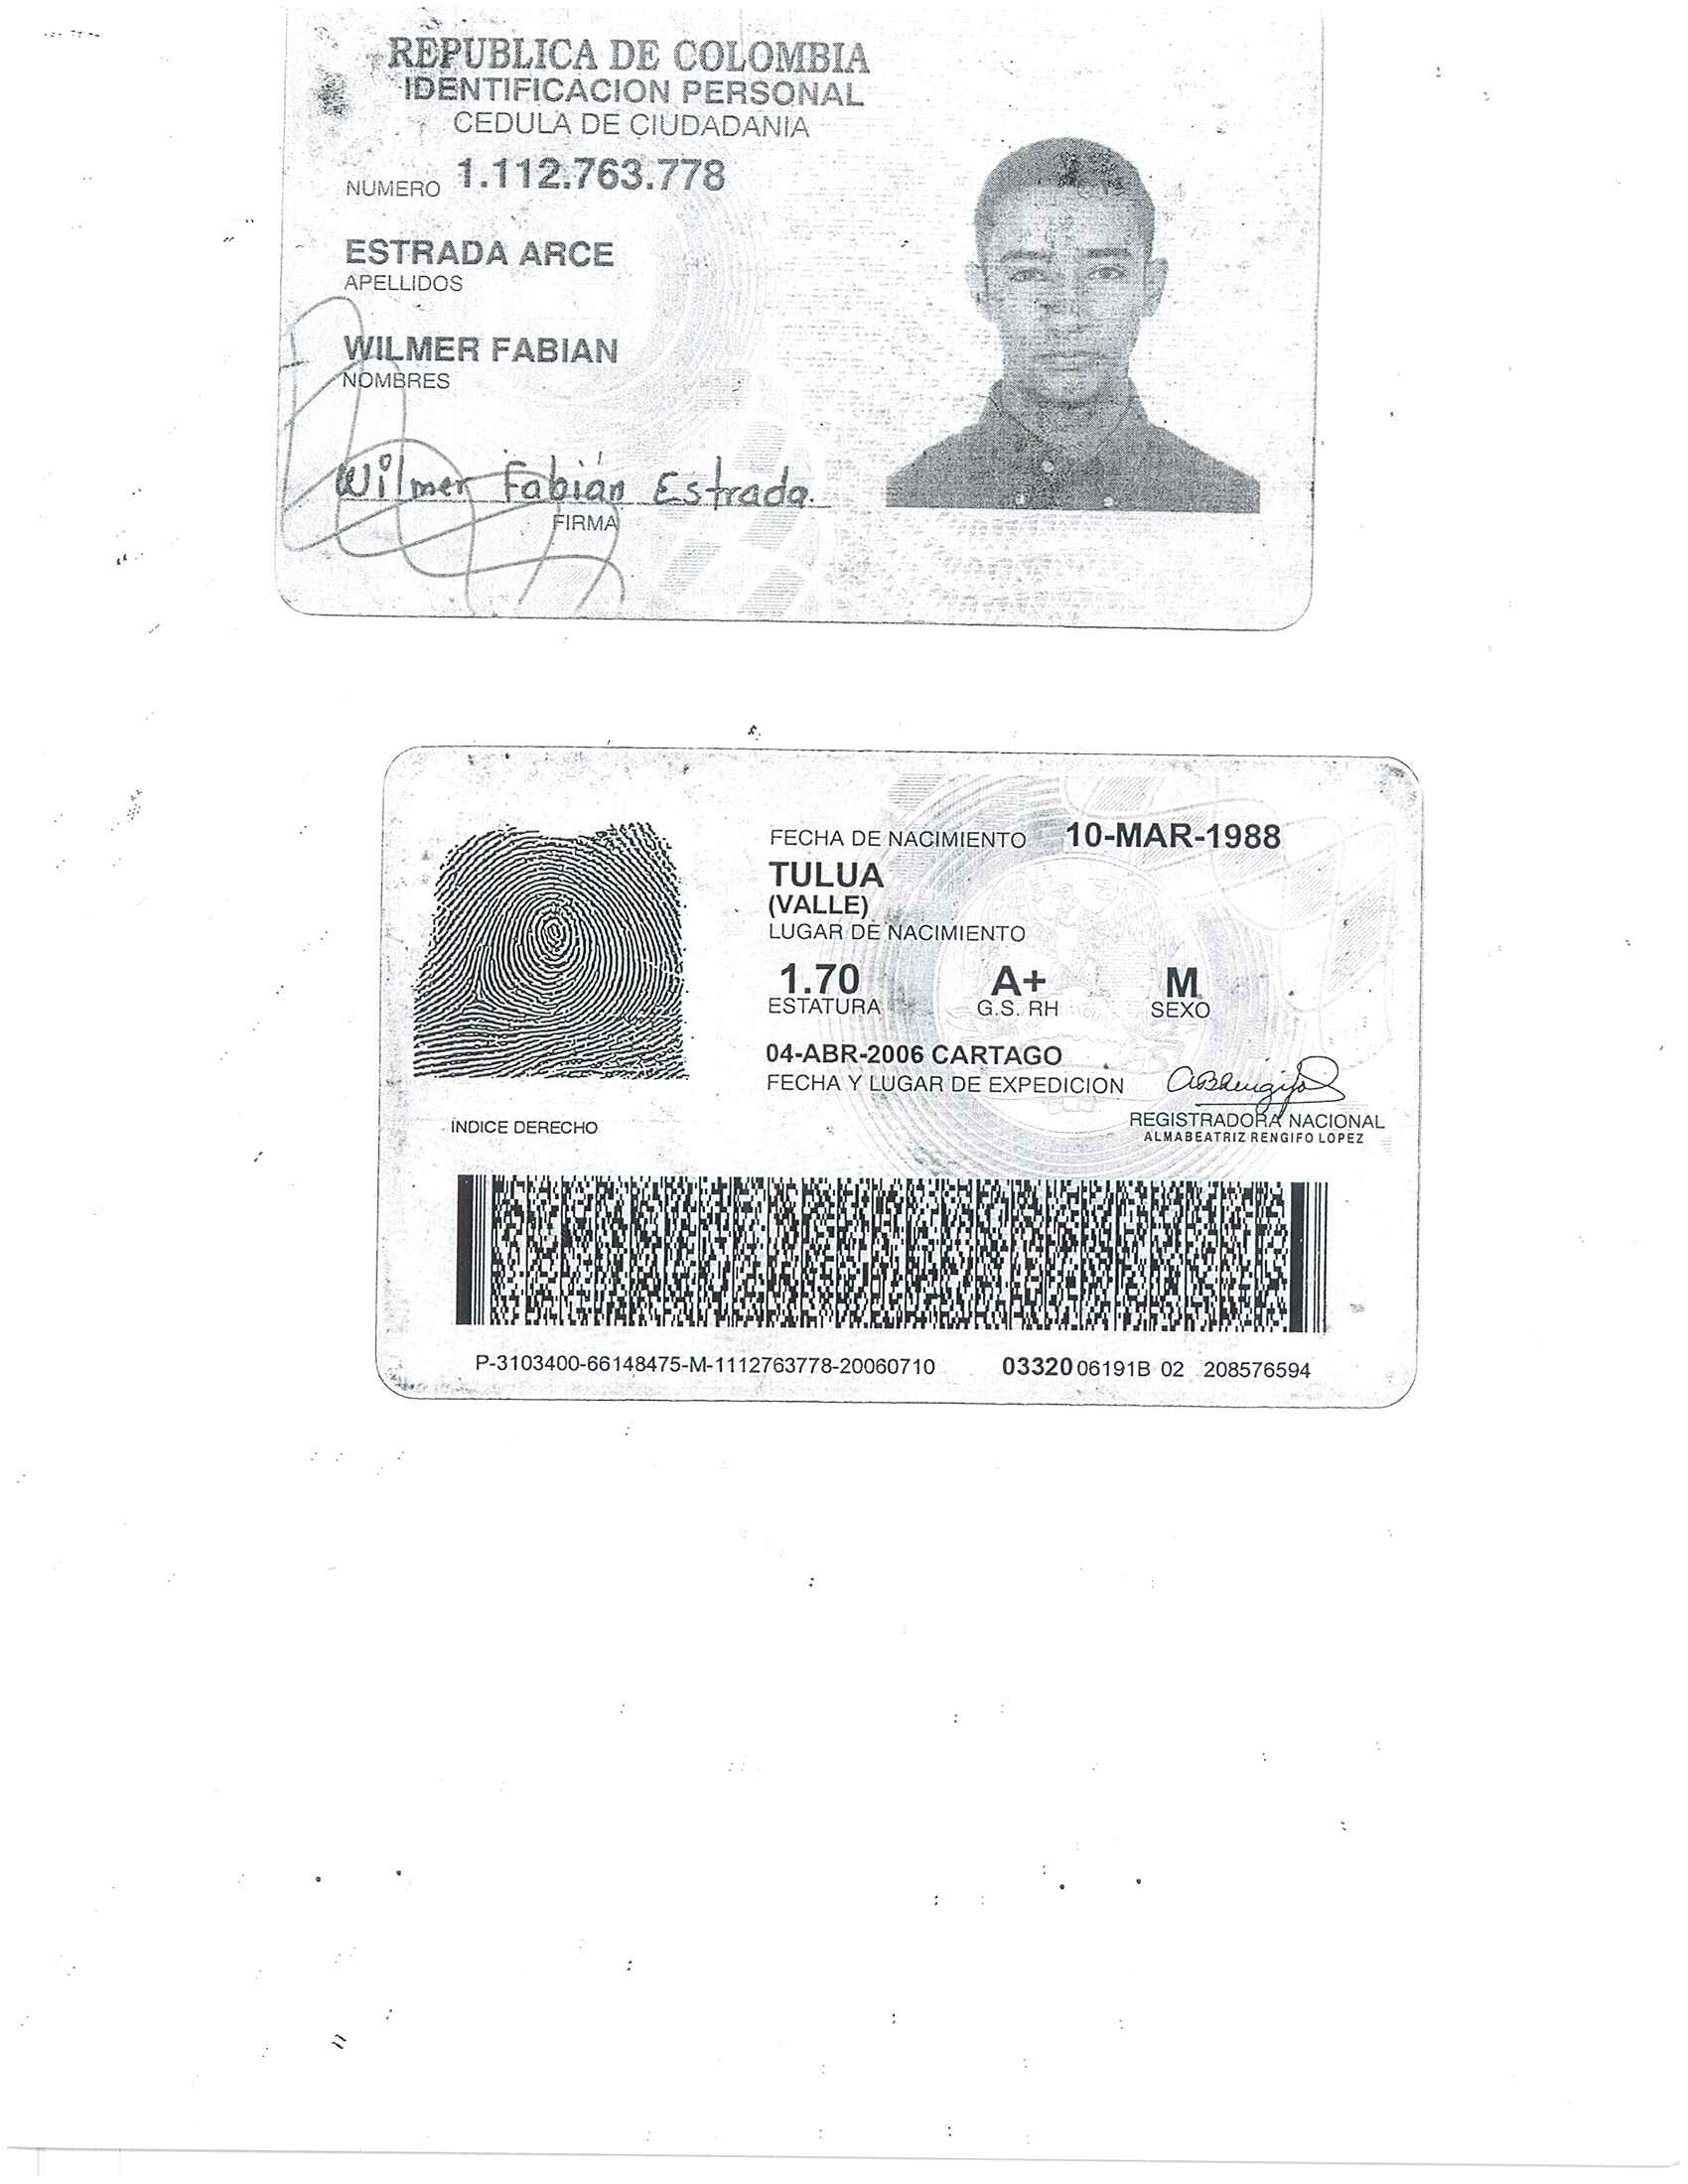 REPUBLICA DE COLOMBIA
IDENTIFICACION PERSONAL
CEDULA DE CIUDADANIA
NUMERO 1.112.763.778
ESTRADA ARCE
APELLIDOS
WILMER FABIAN
NOMBRES
Wilmer Fabián Estrada
FIRMA
FECHA DE NACIMIENTO 10-MAR-1988
TULUA
(VALLE)
LUGAR DE NACIMIENTO
1.70 A+ M
ESTATURA G.S. RH SEXO
04-ABR-2006 CARTAGO
FECHA Y LUGAR DE EXPEDICION
REGISTRADORA NACIONAL
ALMABEATRIZ RENGIFO LOPEZ
INDICE DERECHO
P-3103400-66148475-M-1112763778-20060710 03320 06191B 02 208576594